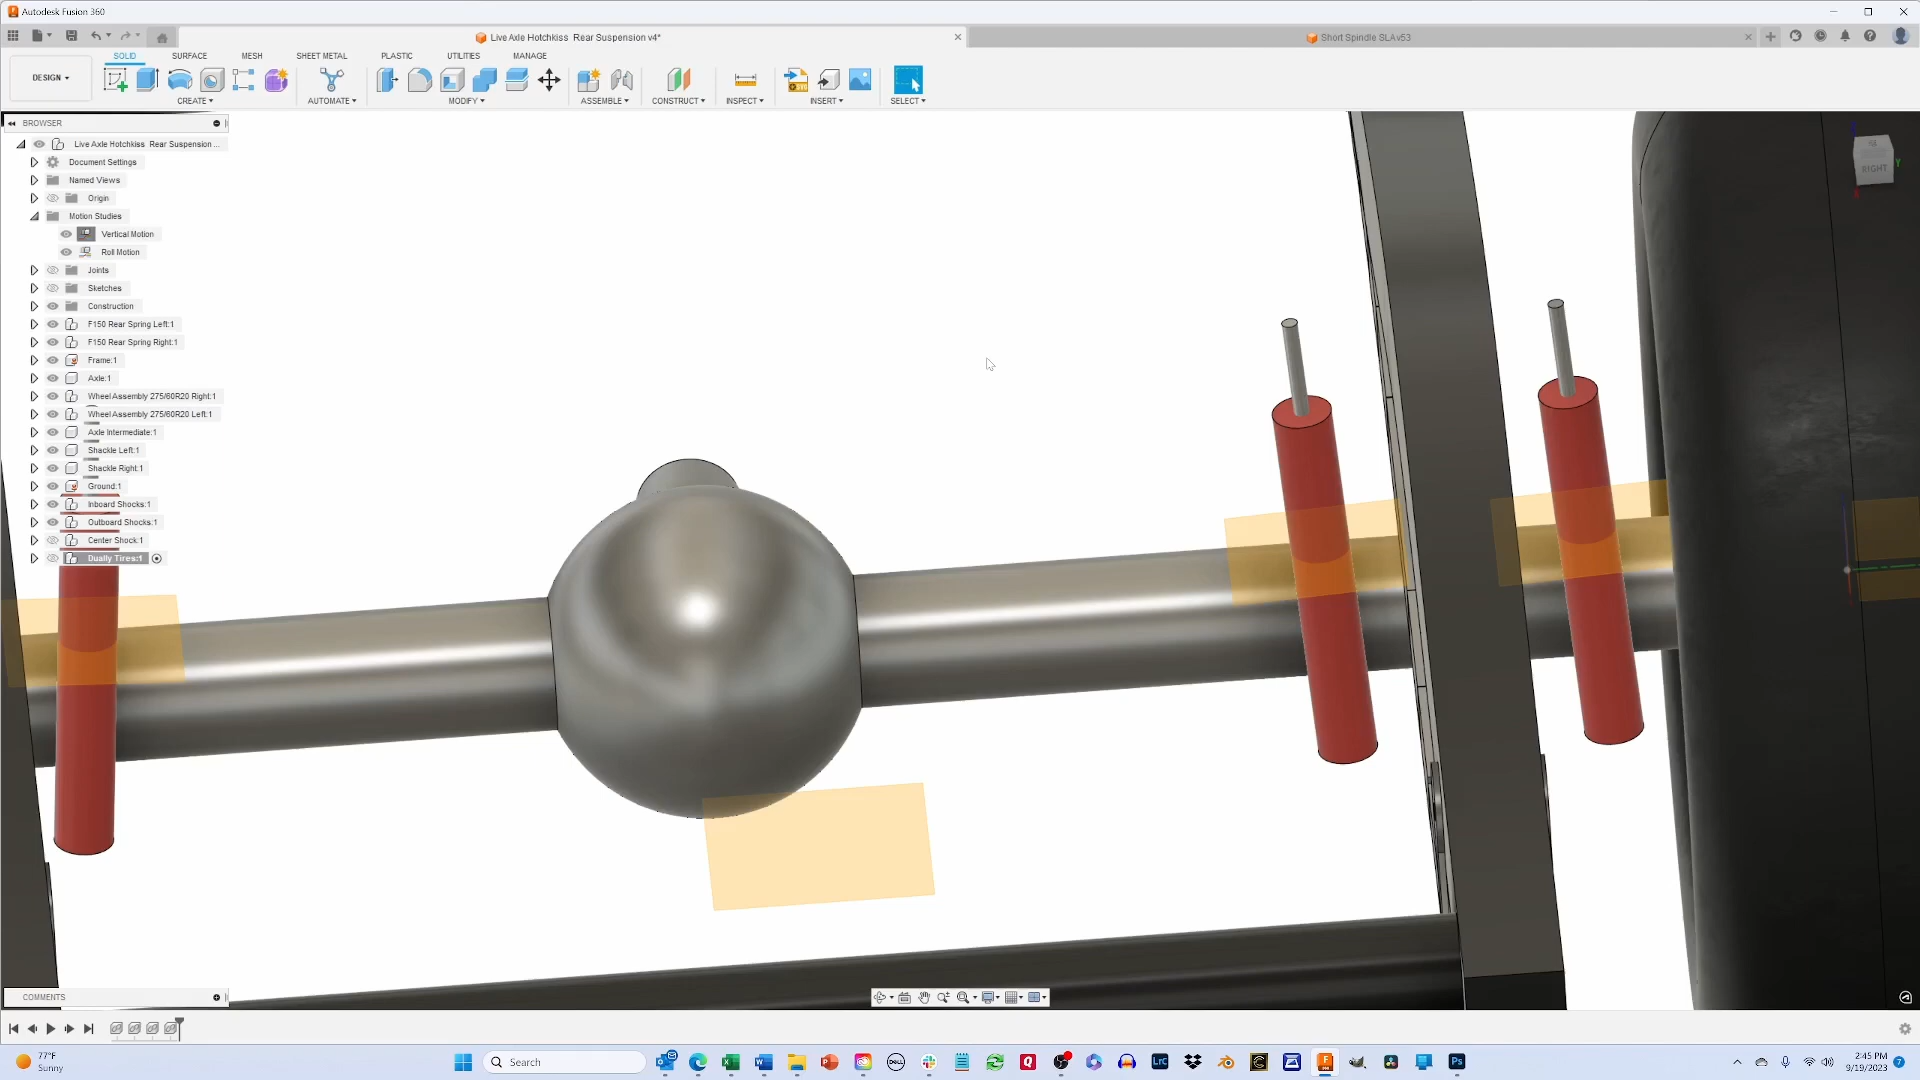 Autodesk Fusion 360
Live Axle Hotchkiss Rear Suspension v4*
Short Spindle SLAv53
SOLID
SURFACE
MESH
SHEET METAL
PLASTIC
UTILITIES
MANAGE
DESIGN
CREATE
AUTOMATE
MODIFY
ASSEMBLE
CONSTRUCT
INSPECT
INSERT
SELECT
BROWSER
Live Axle Hotchkiss Rear Suspension ...
Document Settings
Named Views
Origin
Motion Studies
Vertical Motion
Roll Motion
Joints
Sketches
Construction
F150 Rear Spring Left:1
F150 Rear Spring Right:1
Frame:1
Axle:1
Wheel Assembly 275/60R20 Right:1
Wheel Assembly 275/60R20 Left:1
Axle Intermediate:1
Shackle Left:1
Shackle Right:1
Ground:1
Inboard Shocks:1
Outboard Shocks:1
Center Shock:1
Dually Tires:1
RIGHT
Y
COMMENTS
77°F
Sunny
Search
2:45 PM
9/19/2023